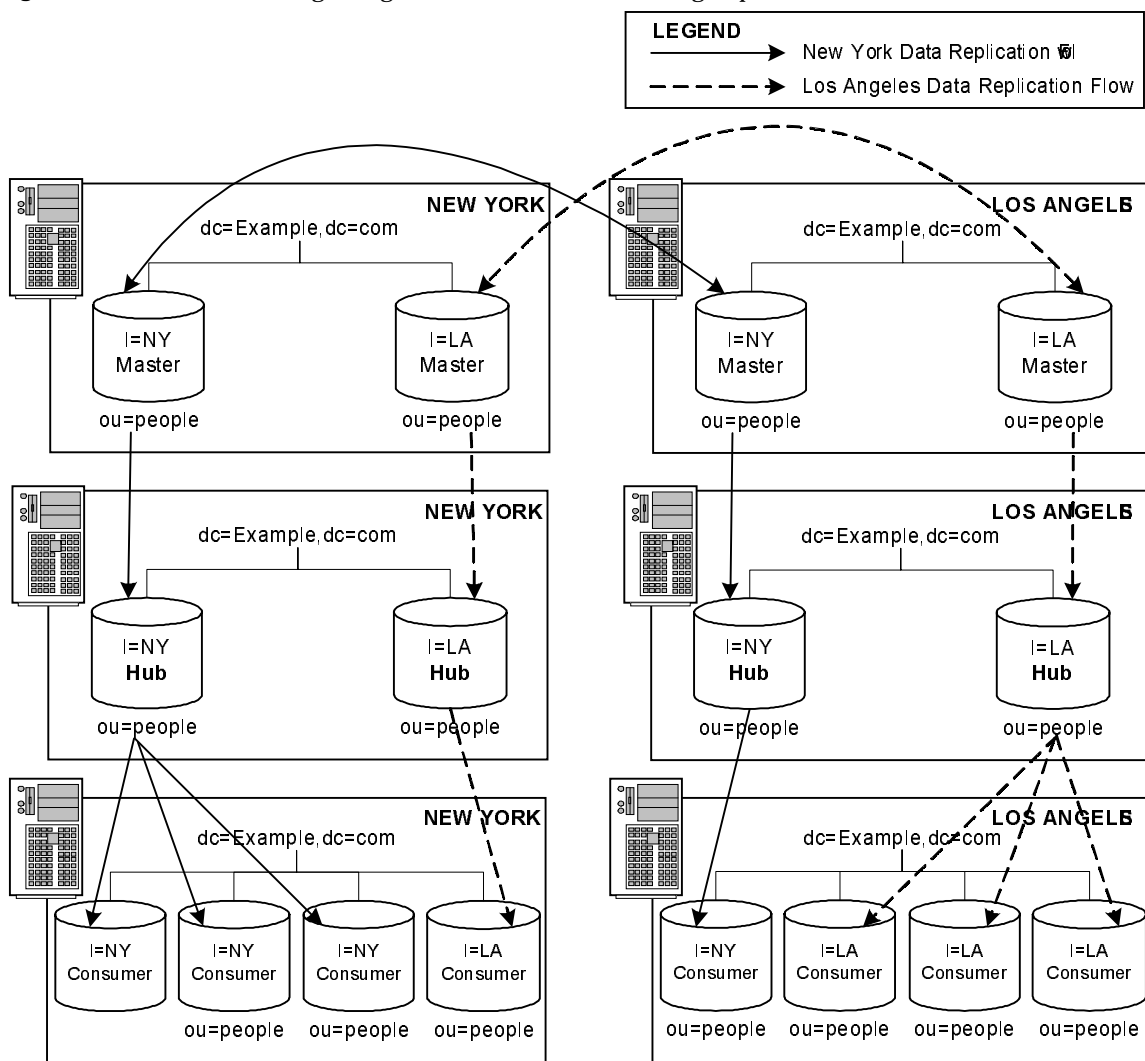 LEGEND
New York Data Replication
Los Angeles Data Replication Flow
NEW YORK
dc=Example,dc=com
l=NY
Master
ou=people
l=LA
Master
ou=people
LOS
dc=Example,dc=com
l=NY
Master
ou=people
l=LA
Master
ou=people
NEW YORK
dc=Example,dc=com
l=NY
Hub
ou=people
l=LA
Hub
ou=people
LOS
dc=Example,dc=com
l=NY
Hub
ou=people
l=LA
Hub
ou=people
NEW YORK
dc=Example,dc=com
l=NY
Consumer
l=NY
Consumer
ou=people
l=NY
Consumer
ou=people
l=LA
Consumer
ou=people
LOS
dc=Example,dc=com
l=NY
Consumer
ou=people
l=LA
Consumer
ou=people
l=LA
Consumer
ou=people
l=LA
Consumer
ou=people